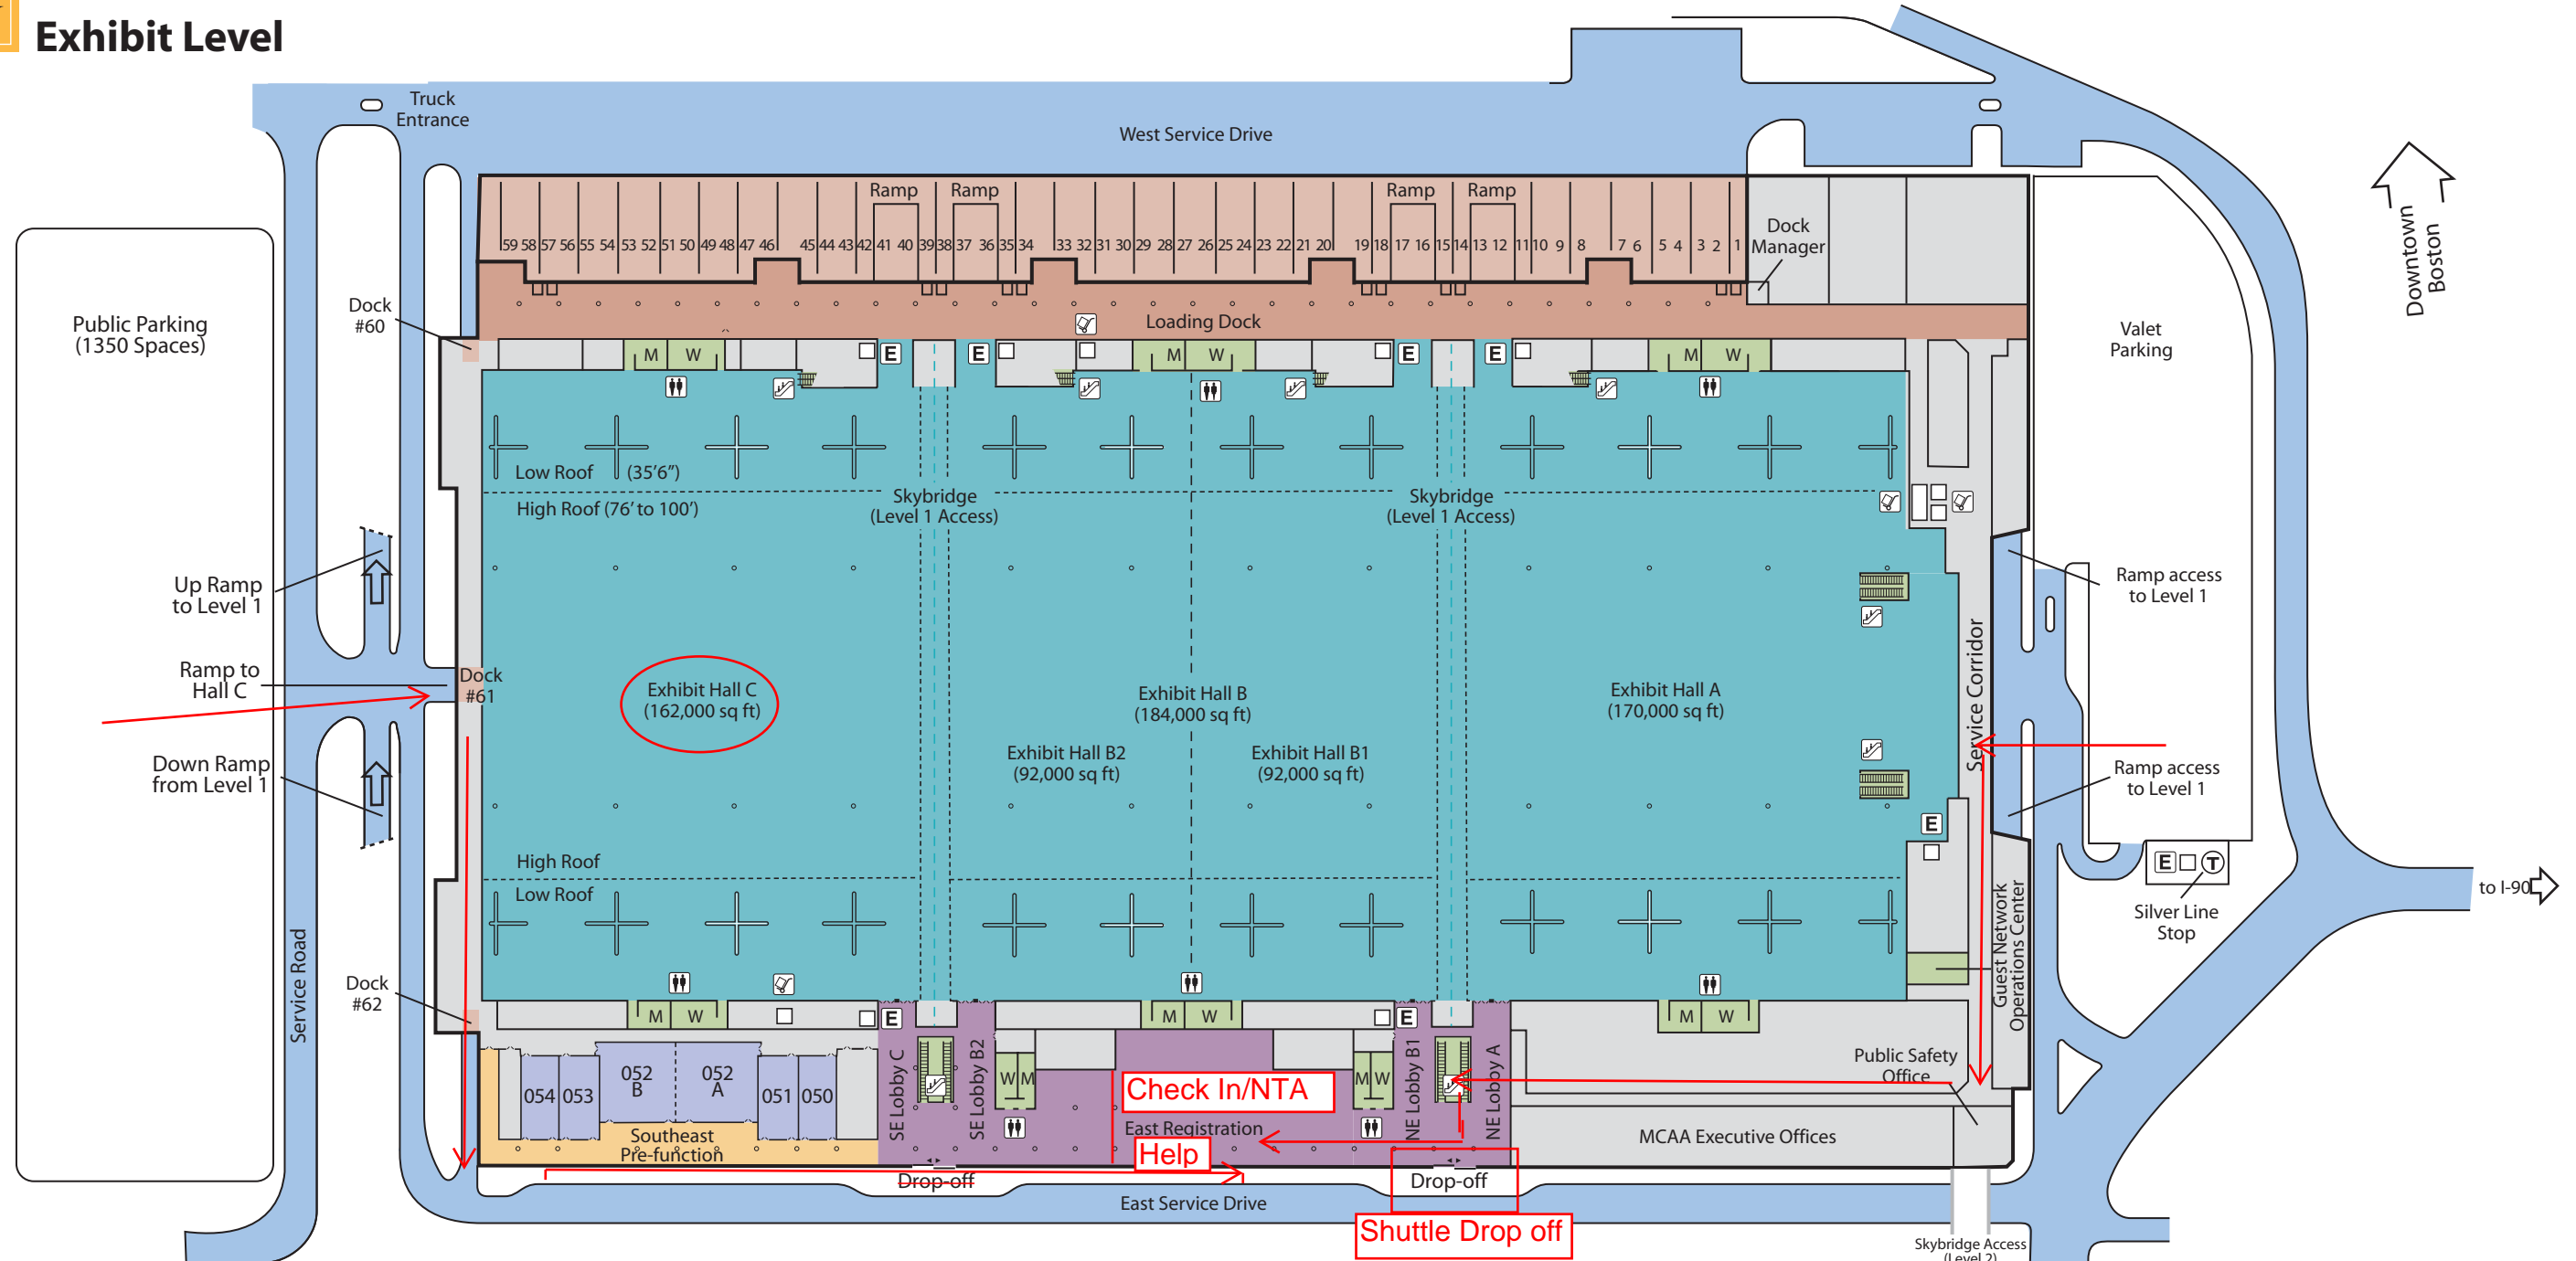 Exhibit Level
Truck
Entrance
West Service Drive
Ramp
Ramp
Ramp
Ramp
59 58 57 56 55 54 53 52 51 50 49 48 47 46 45 44 43 42 41 40 39 38 37 36 35 34 33 32 31 30 29 28 27 26 25 24 23 22 21 20 19 18 17 16 15 14 13 12 11 10 9 8 7 6 5 4 3 2 1
Dock
Manager
Downtown
Boston
Dock
#60
Loading Dock
Public Parking
(1350 Spaces)
Valet
Parking
M W
E
E
M W
E
E
M W
Low Roof (35'6")
High Roof (76' to 100')
Skybridge
(Level 1 Access)
Skybridge
(Level 1 Access)
Up Ramp
to Level 1
Ramp access
to Level 1
Ramp to
Hall C
Dock
#61
Exhibit Hall C
(162,000 sq ft)
Exhibit Hall B
(184,000 sq ft)
Exhibit Hall A
(170,000 sq ft)
Service Corridor
Exhibit Hall B2
(92,000 sq ft)
Exhibit Hall B1
(92,000 sq ft)
Down Ramp
from Level 1
Ramp access
to Level 1
E
High Roof
Low Roof
E T
to I-90
Silver Line
Stop
Guest Network
Operations Center
Service Road
Dock
#62
M W
E
M W
E
M W
SE Lobby C
SE Lobby B2
W M
M W
NE Lobby B1
NE Lobby A
054 053
052
B
052
A
051 050
Check In/NTA
Public Safety
Office
East Registration
Southeast
Pre-function
Help
MCAA Executive Offices
Drop-off
Drop-off
East Service Drive
Shuttle Drop off
Skybridge Access
(Level 2)